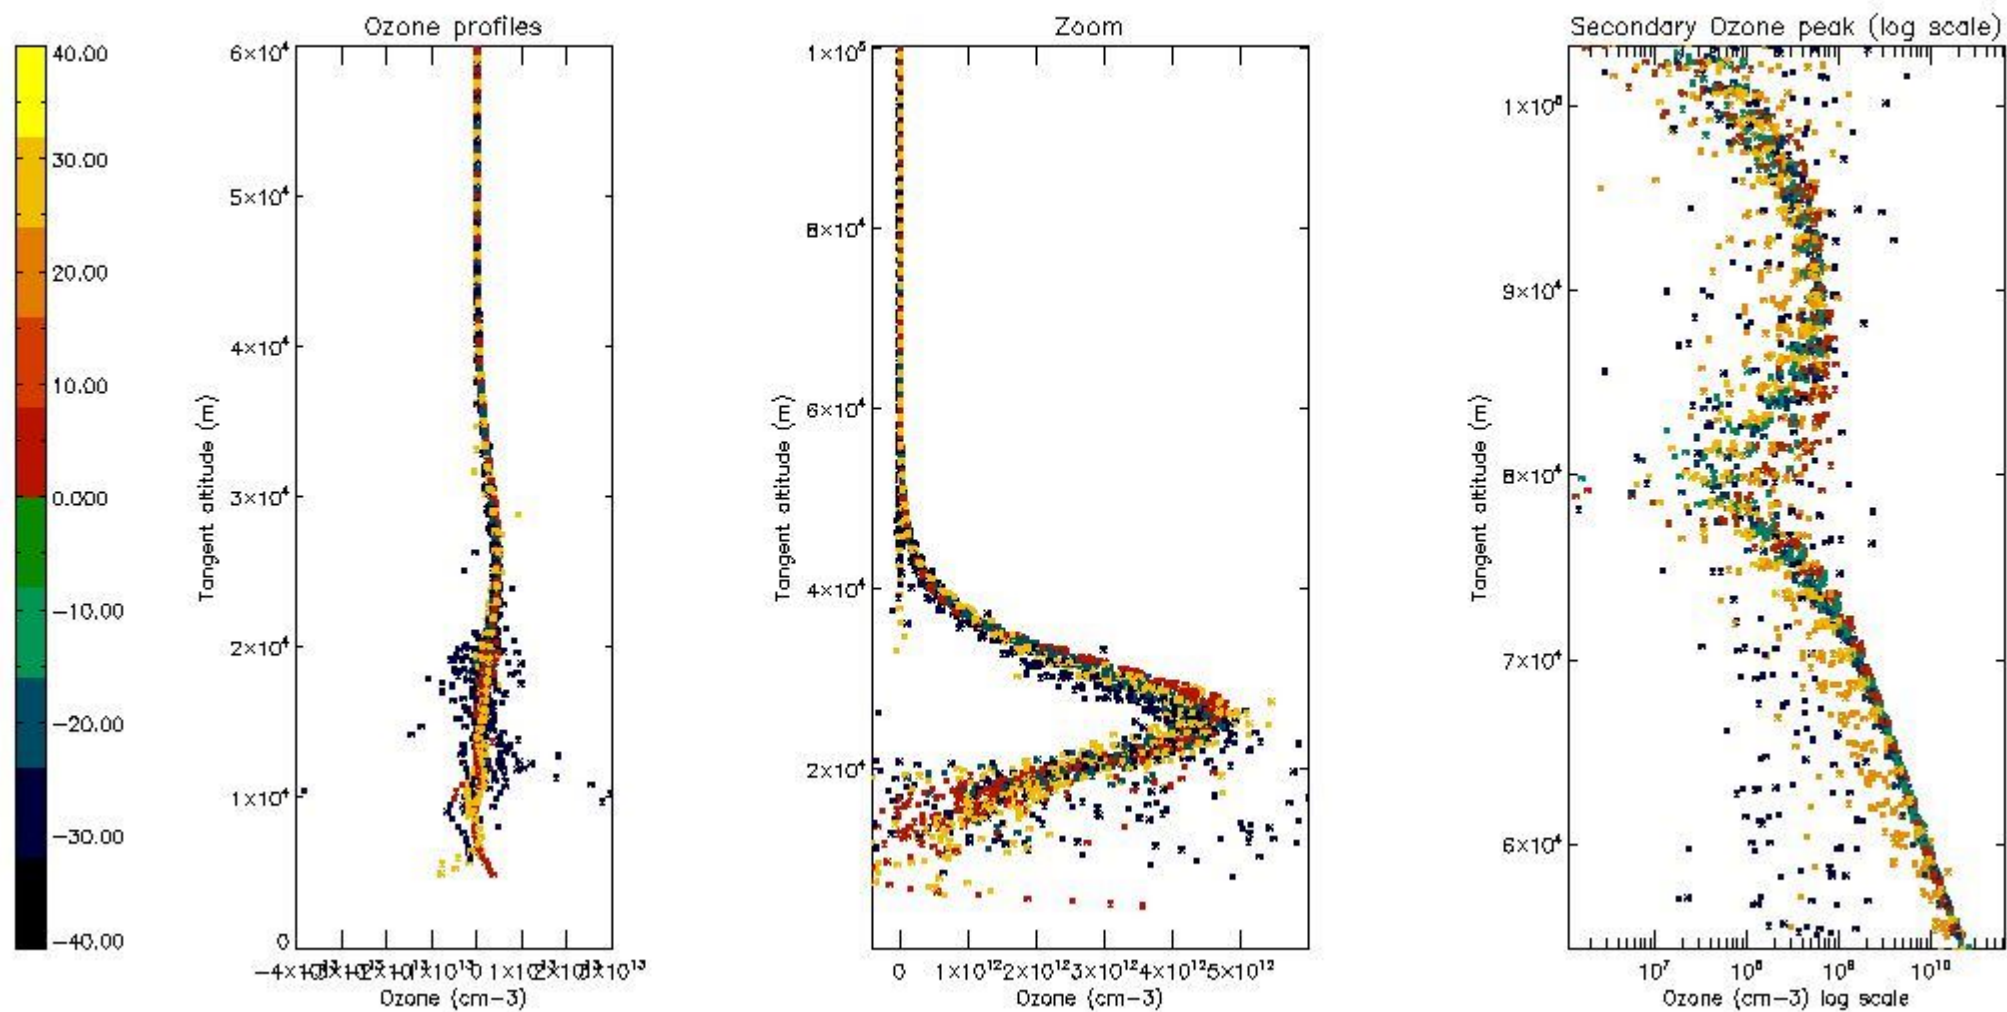 Ozone profiles
Zoom
Secondary Ozone peak (log scale)
40.00
30.00
20.00
10.00
0.000
-10.00
-20.00
-30.00
-40.00
6×10⁴
5×10⁴
4×10⁴
3×10⁴
2×10⁴
1×10⁴
0
Tangent altitude (m)
0
Ozone (cm-3)
1×10⁵
8×10⁴
6×10⁴
4×10⁴
2×10⁴
Tangent altitude (m)
0 1×10¹² 2×10¹² 3×10¹² 4×10¹² 5×10¹²
Ozone (cm-3)
1×10⁵
9×10⁴
8×10⁴
7×10⁴
6×10⁴
Tangent altitude (m)
10⁷ 10⁸ 10⁹ 10¹⁰
Ozone (cm-3) log scale